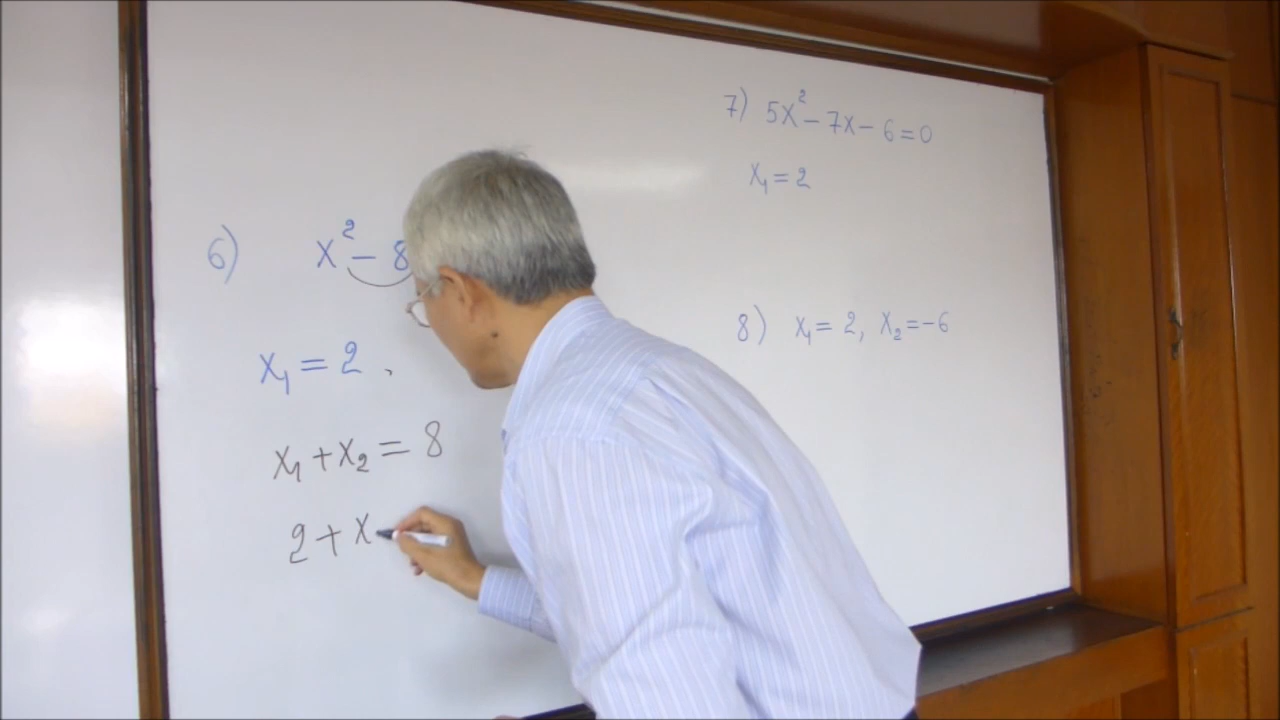 6) x² - 8
x₁ = 2 ,
x₁ + x₂ = 8
2 + x
7) 5x² - 7x - 6 = 0
x₁ = 2
8) x₁ = 2, x₂ = -6